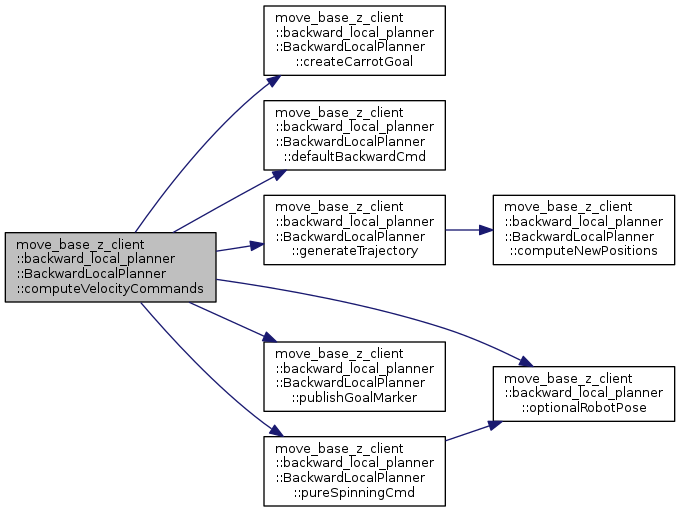 move_base_z_client
::backward_local_planner
::BackwardLocalPlanner
::computeVelocityCommands
move_base_z_client
::backward_local_planner
::BackwardLocalPlanner
::createCarrotGoal
move_base_z_client
::backward_local_planner
::BackwardLocalPlanner
::defaultBackwardCmd
move_base_z_client
::backward_local_planner
::BackwardLocalPlanner
::generateTrajectory
move_base_z_client
::backward_local_planner
::BackwardLocalPlanner
::computeNewPositions
move_base_z_client
::backward_local_planner
::BackwardLocalPlanner
::publishGoalMarker
move_base_z_client
::backward_local_planner
::optionalRobotPose
move_base_z_client
::backward_local_planner
::BackwardLocalPlanner
::pureSpinningCmd